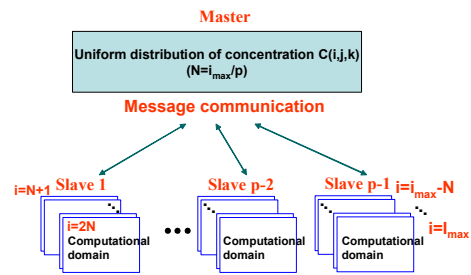 Master
Uniform distribution of concentration C(i,j,k)
(N=imax/p)
Message communication
Slave 1
Slave p-2
Slave p-1
i=N+1
i=imax-N
i=2N
i=Imax
Computational
domain
Computational
domain
Computational
domain